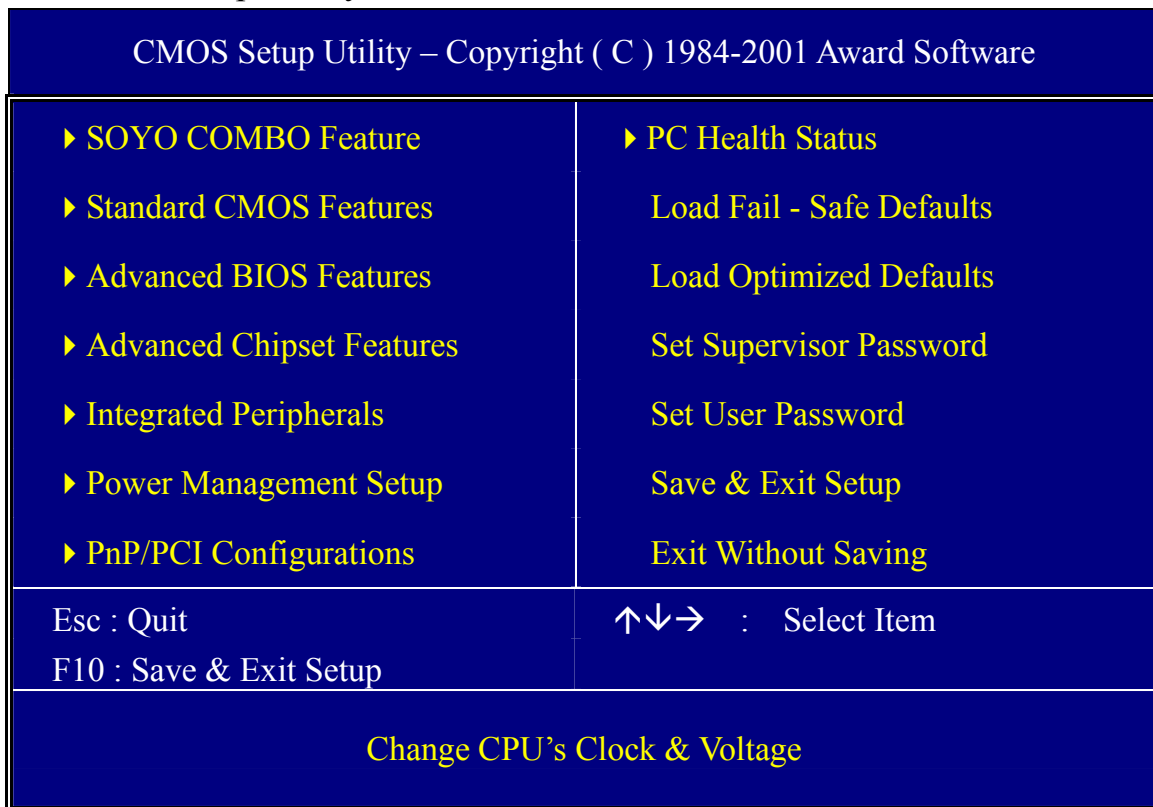 CMOS Setup Utility – Copyright ( C ) 1984-2001 Award Software
SOYO COMBO Feature
Standard CMOS Features
Advanced BIOS Features
Advanced Chipset Features
Integrated Peripherals
Power Management Setup
PnP/PCI Configurations
PC Health Status
Load Fail - Safe Defaults
Load Optimized Defaults
Set Supervisor Password
Set User Password
Save & Exit Setup
Exit Without Saving
Esc : Quit
F10 : Save & Exit Setup
↑↓→ : Select Item
Change CPU’s Clock & Voltage